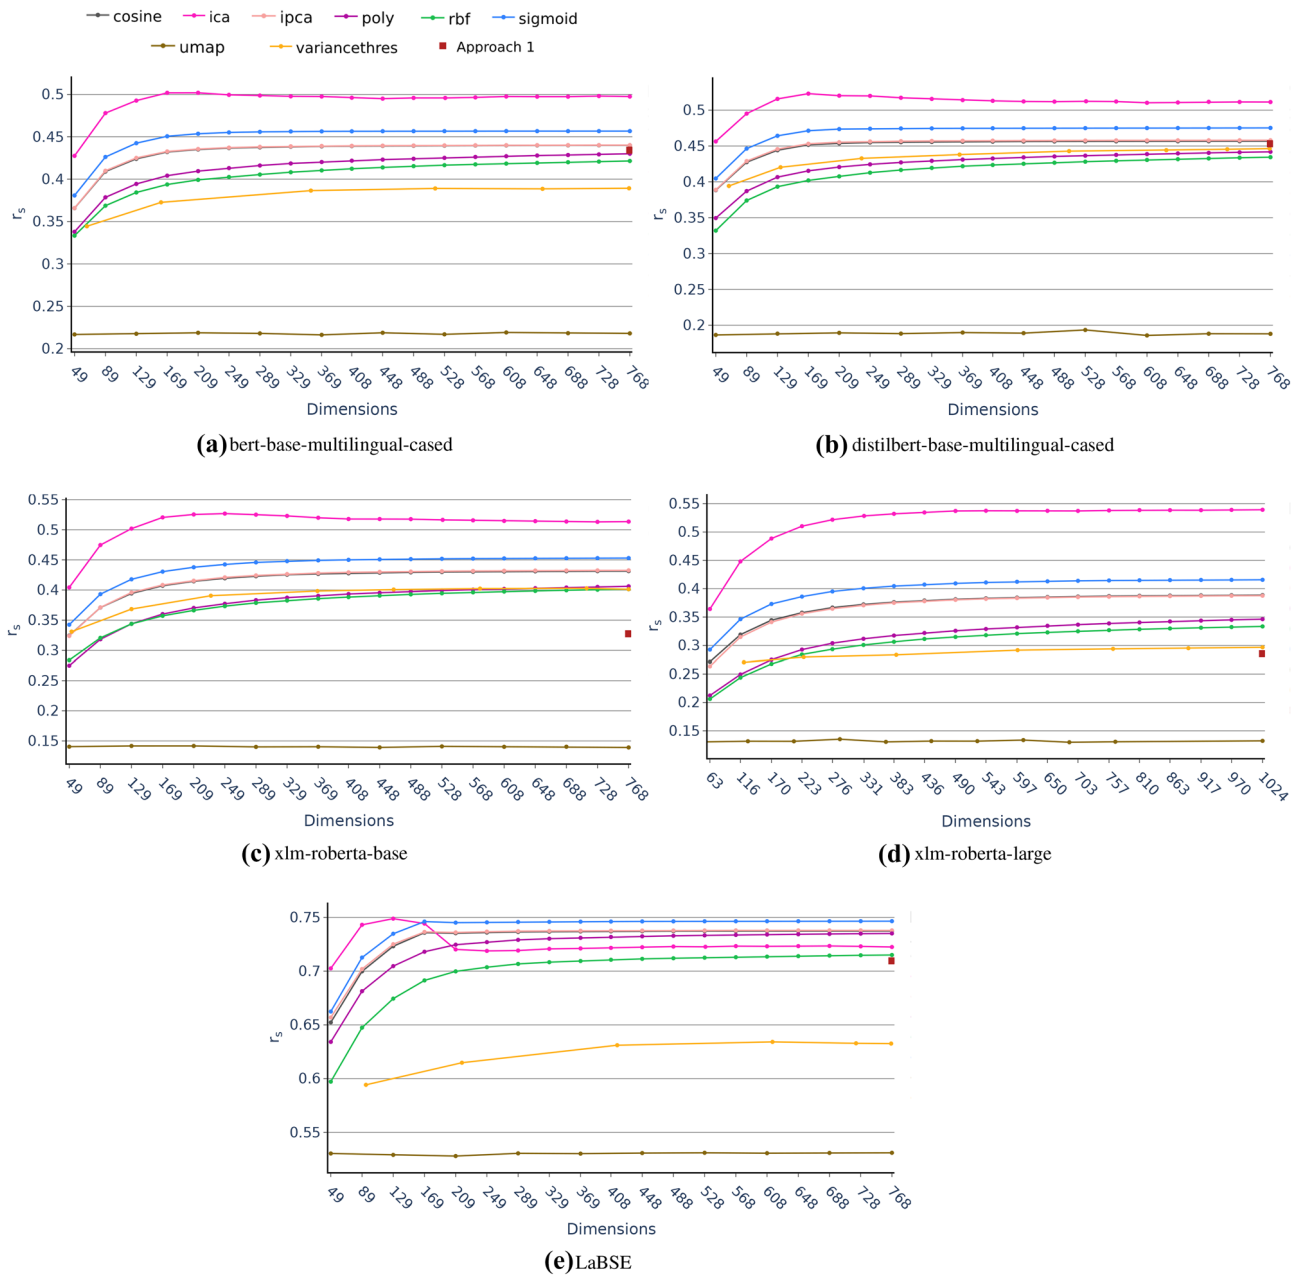 cosine ica ipca poly rbf sigmoid
umap variancethres Approach 1
0.5
0.45
0.4
0.35
0.3
0.25
0.2
r_s
49 89 129 169 209 249 289 329 369 408 448 488 528 568 608 648 688 728 768
Dimensions
(a) bert-base-multilingual-cased
0.5
0.45
0.4
0.35
0.3
0.25
0.2
r_s
49 89 129 169 209 249 289 329 369 408 448 488 528 568 608 648 688 728 768
Dimensions
(b) distilbert-base-multilingual-cased
0.55
0.5
0.45
0.4
0.35
0.3
0.25
0.2
0.15
r_s
49 89 129 169 209 249 289 329 369 408 448 488 528 568 608 648 688 728 768
Dimensions
(c) xlm-roberta-base
0.55
0.5
0.45
0.4
0.35
0.3
0.25
0.2
0.15
r_s
63 116 170 223 276 331 383 436 490 543 597 650 703 757 810 863 917 970 1024
Dimensions
(d) xlm-roberta-large
0.75
0.7
0.65
0.6
0.55
r_s
49 89 129 169 209 249 289 329 369 408 448 488 528 568 608 648 688 728 768
Dimensions
(e) LaBSE